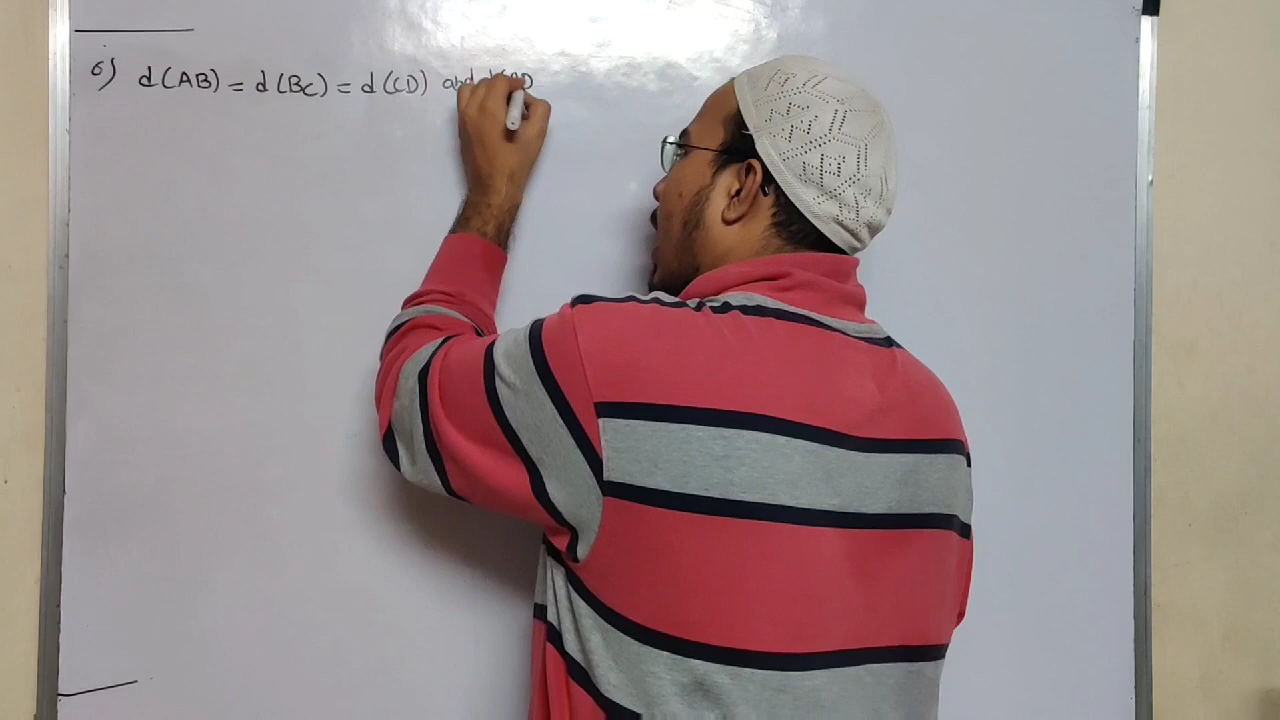 6) d(AB) = d(BC) = d(CD) and